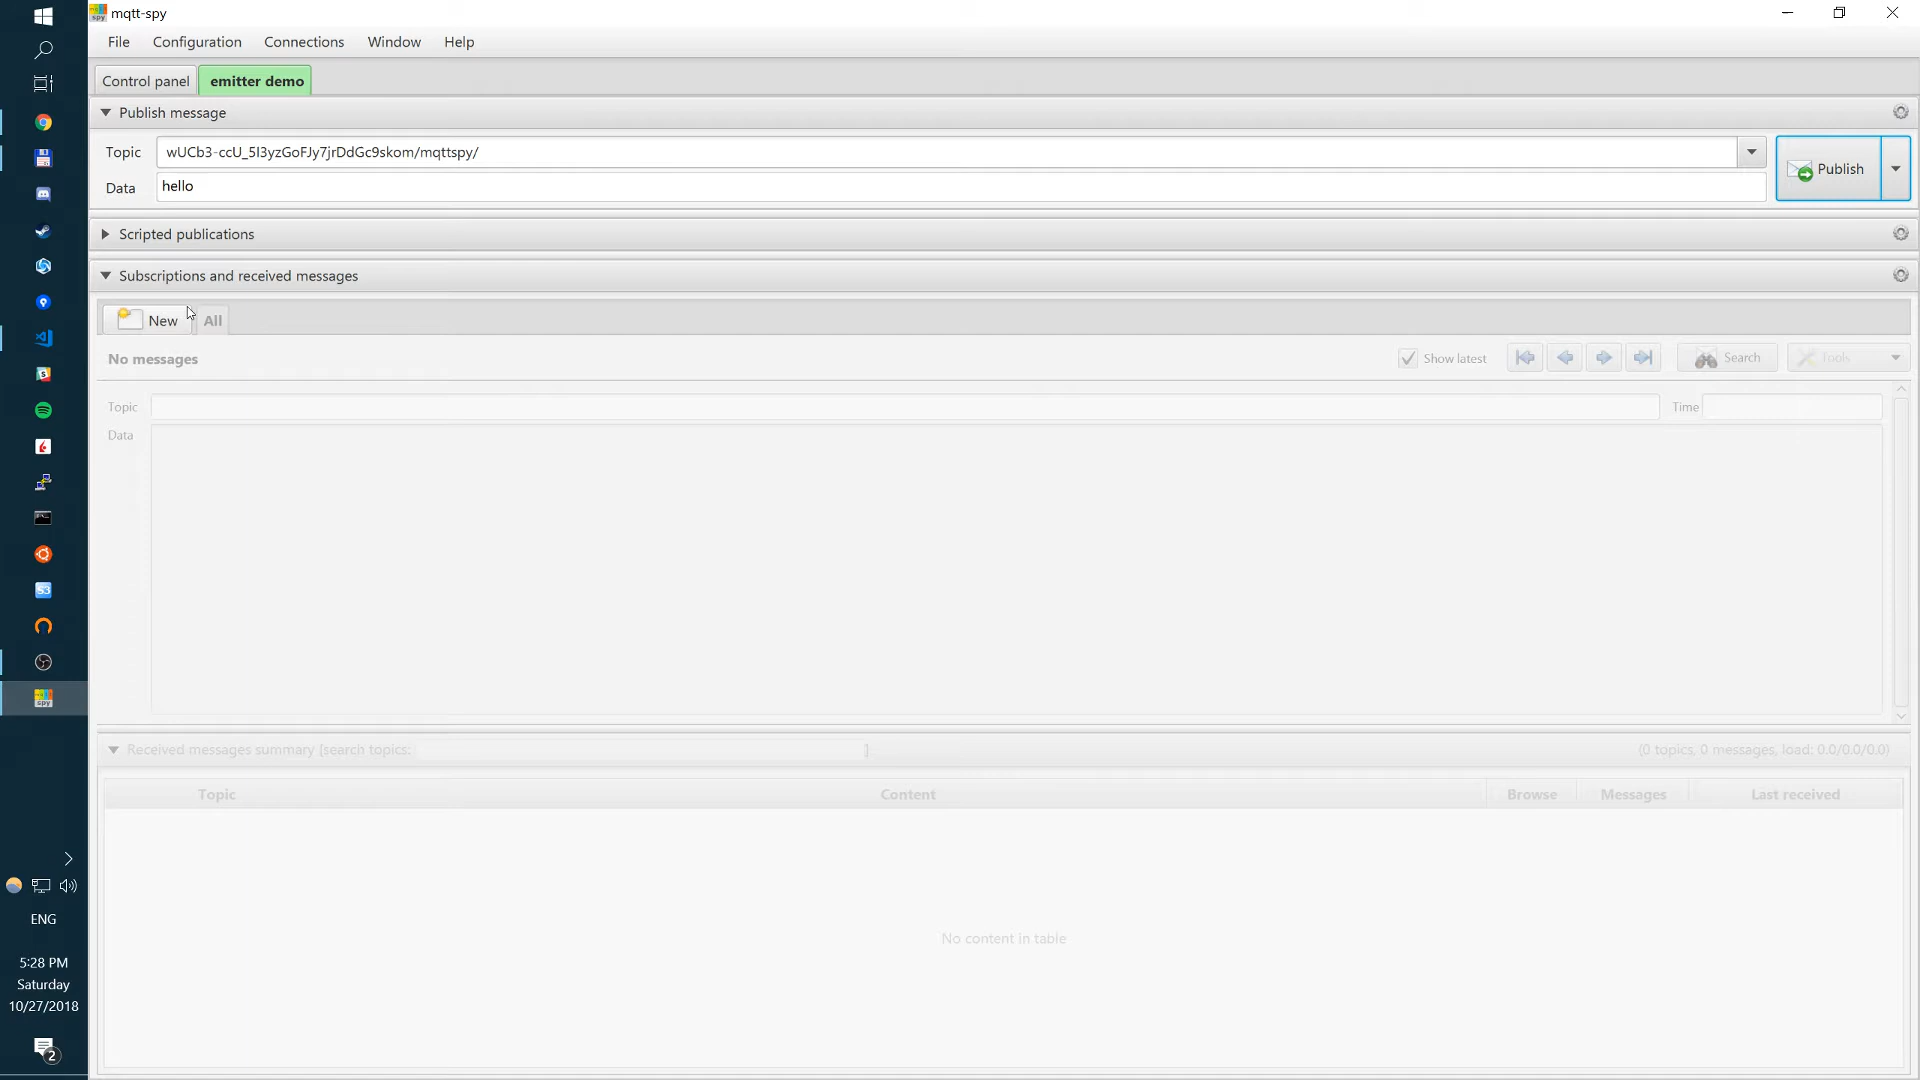 mqtt-spy
File Configuration Connections Window Help
Control panel emitter demo
Publish message
Topic wUCb3-ccU_5I3yzGoFJy7jrDdGc9skom/mqttspy/
Publish
Data hello
Scripted publications
Subscriptions and received messages
New All
No messages Show latest Search Tools
Topic Time
Data
Received messages summary [search topics: ] (0 topics, 0 messages, load: 0.0/0.0/0.0)
Topic Content Browse Messages Last received
No content in table
ENG
5:28 PM
Saturday
10/27/2018
2